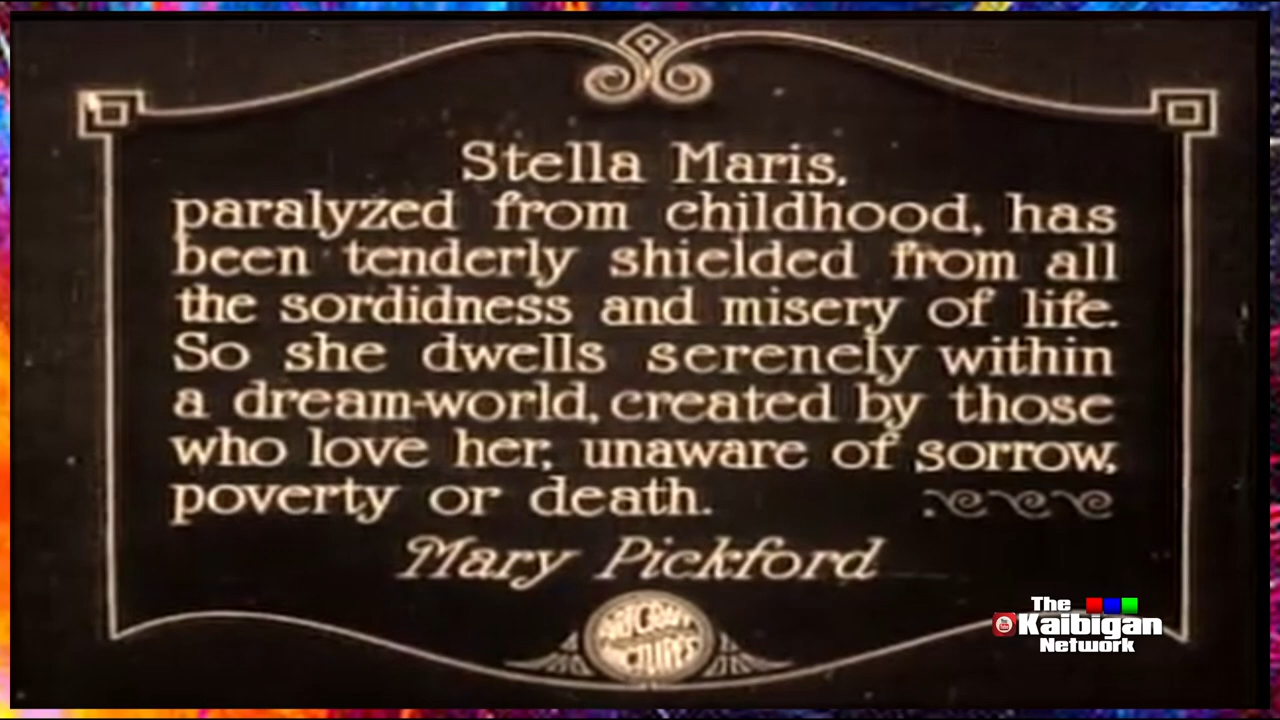 Stella Maris,
paralyzed from childhood, has
been tenderly shielded from all
the sordidness and misery of life.
So she dwells serenely within
a dream-world, created by those
who love her, unaware of sorrow,
poverty or death.
Mary Pickford
ARTCRAFT
PICTURES
The
Kaibigan
Network